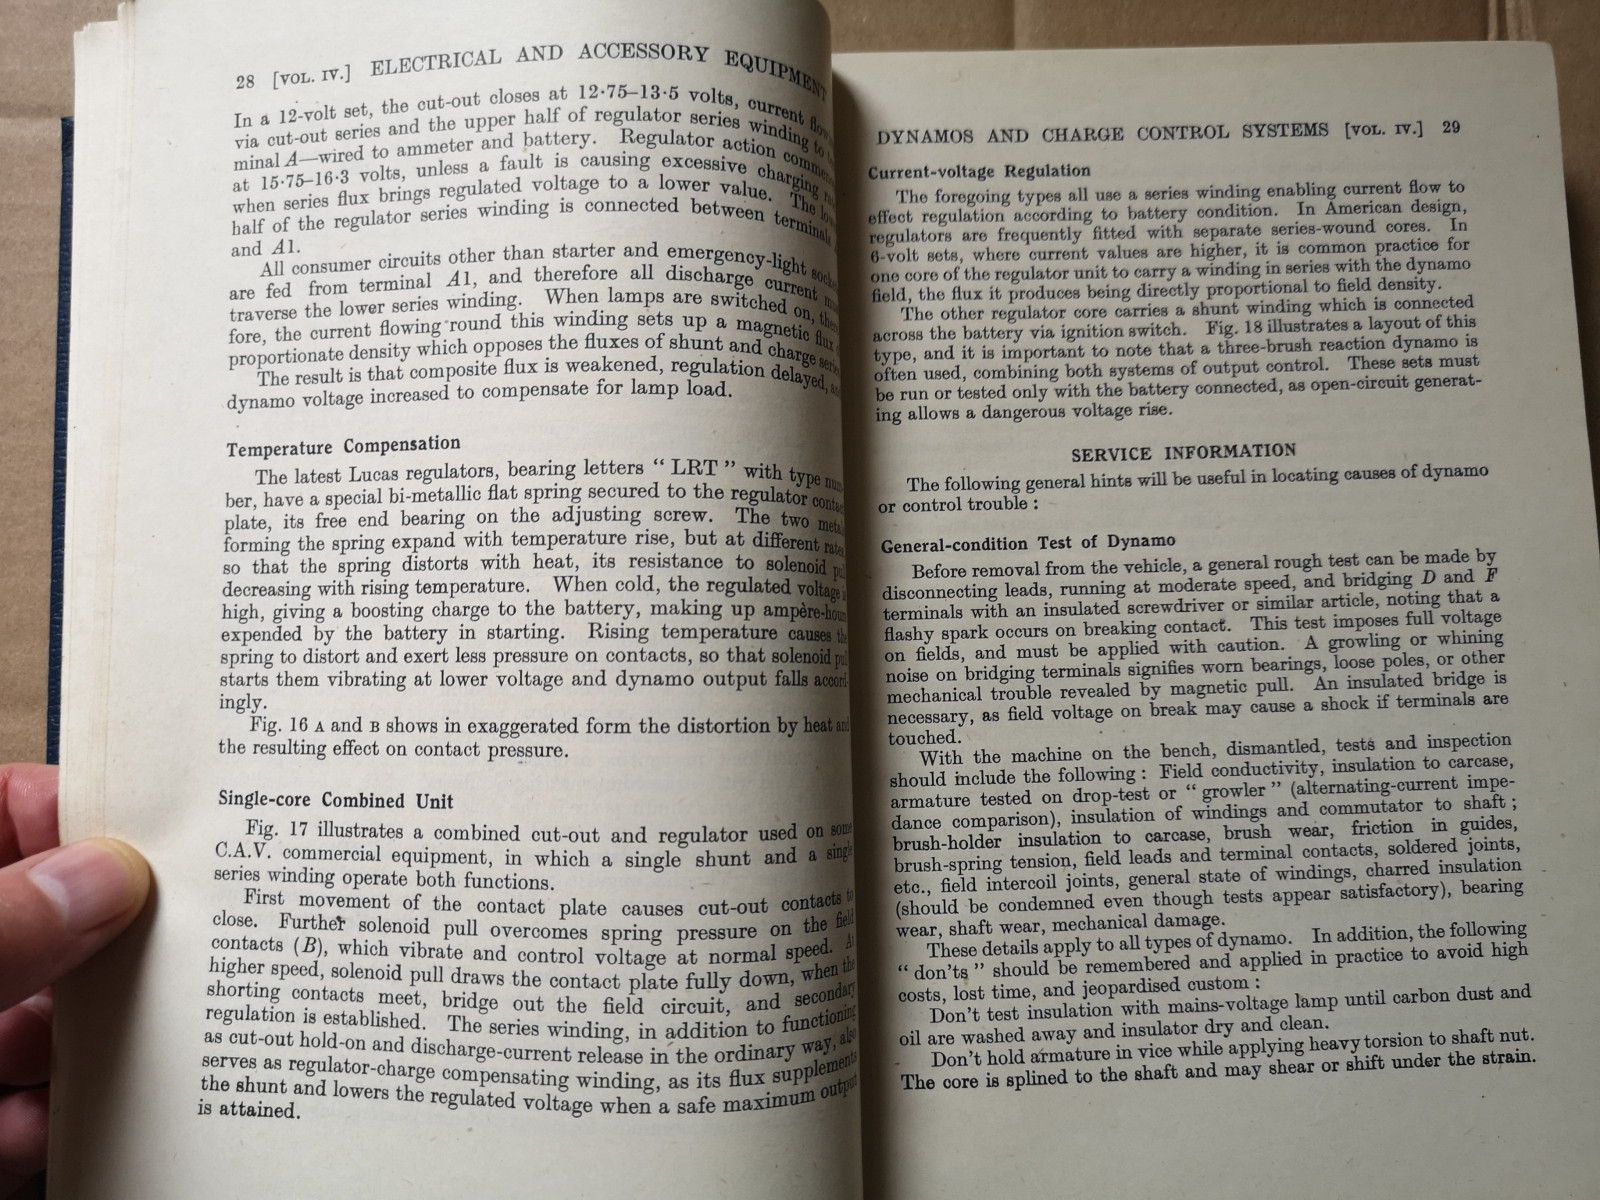 28 [VOL. IV.] ELECTRICAL AND ACCESSORY EQUIPMENT
In a 12-volt set, the cut-out closes at 12·75–13·5 volts, current
via cut-out series and the upper half of regulator series winding to
minal A—wired to ammeter and battery. Regulator action
at 15·75–16·3 volts, unless a fault is causing excessive charging
when series flux brings regulated voltage to a lower value. The
half of the regulator series winding is connected between
and A1.
All consumer circuits other than starter and emergency-light
are fed from terminal A1, and therefore all discharge current
traverse the lower series winding. When lamps are switched on,
fore, the current flowing round this winding sets up a magnetic flux
proportionate density which opposes the fluxes of shunt and charge
The result is that composite flux is weakened, regulation delayed,
dynamo voltage increased to compensate for lamp load.
Temperature Compensation
The latest Lucas regulators, bearing letters “ LRT ” with type
ber, have a special bi-metallic flat spring secured to the regulator
plate, its free end bearing on the adjusting screw. The two
forming the spring expand with temperature rise, but at different
so that the spring distorts with heat, its resistance to solenoid
decreasing with rising temperature. When cold, the regulated voltage
high, giving a boosting charge to the battery, making up
expended by the battery in starting. Rising temperature causes
spring to distort and exert less pressure on contacts, so that solenoid
starts them vibrating at lower voltage and dynamo output falls accord-
ingly.
Fig. 16 A and B shows in exaggerated form the distortion by heat and
the resulting effect on contact pressure.
Single-core Combined Unit
Fig. 17 illustrates a combined cut-out and regulator used on some
C.A.V. commercial equipment, in which a single shunt and a single
series winding operate both functions.
First movement of the contact plate causes cut-out contacts to
close. Further solenoid pull overcomes spring pressure on the field
contacts (B), which vibrate and control voltage at normal speed. At
higher speed, solenoid pull draws the contact plate fully down, when the
shorting contacts meet, bridge out the field circuit, and secondary
regulation is established. The series winding, in addition to functioning
as cut-out hold-on and discharge-current release in the ordinary way, also
serves as regulator-charge compensating winding, as its flux supplements
the shunt and lowers the regulated voltage when a safe maximum output
is attained.
DYNAMOS AND CHARGE CONTROL SYSTEMS [VOL. IV.] 29
Current-voltage Regulation
The foregoing types all use a series winding enabling current flow to
effect regulation according to battery condition. In American design,
regulators are frequently fitted with separate series-wound cores. In
6-volt sets, where current values are higher, it is common practice for
one core of the regulator unit to carry a winding in series with the dynamo
field, the flux it produces being directly proportional to field density.
The other regulator core carries a shunt winding which is connected
across the battery via ignition switch. Fig. 18 illustrates a layout of this
type, and it is important to note that a three-brush reaction dynamo is
often used, combining both systems of output control. These sets must
be run or tested only with the battery connected, as open-circuit generat-
ing allows a dangerous voltage rise.
SERVICE INFORMATION
The following general hints will be useful in locating causes of dynamo
or control trouble :
General-condition Test of Dynamo
Before removal from the vehicle, a general rough test can be made by
disconnecting leads, running at moderate speed, and bridging D and F
terminals with an insulated screwdriver or similar article, noting that a
flashy spark occurs on breaking contact. This test imposes full voltage
on fields, and must be applied with caution. A growling or whining
noise on bridging terminals signifies worn bearings, loose poles, or other
mechanical trouble revealed by magnetic pull. An insulated bridge is
necessary, as field voltage on break may cause a shock if terminals are
touched.
With the machine on the bench, dismantled, tests and inspection
should include the following : Field conductivity, insulation to carcase,
armature tested on drop-test or “ growler ” (alternating-current impe-
dance comparison), insulation of windings and commutator to shaft ;
brush-holder insulation to carcase, brush wear, friction in guides,
brush-spring tension, field leads and terminal contacts, soldered joints,
etc., field intercoil joints, general state of windings, charred insulation
(should be condemned even though tests appear satisfactory), bearing
wear, shaft wear, mechanical damage.
These details apply to all types of dynamo. In addition, the following
“ don'ts ” should be remembered and applied in practice to avoid high
costs, lost time, and jeopardised custom :
Don't test insulation with mains-voltage lamp until carbon dust and
oil are washed away and insulator dry and clean.
Don't hold armature in vice while applying heavy torsion to shaft nut.
The core is splined to the shaft and may shear or shift under the strain.